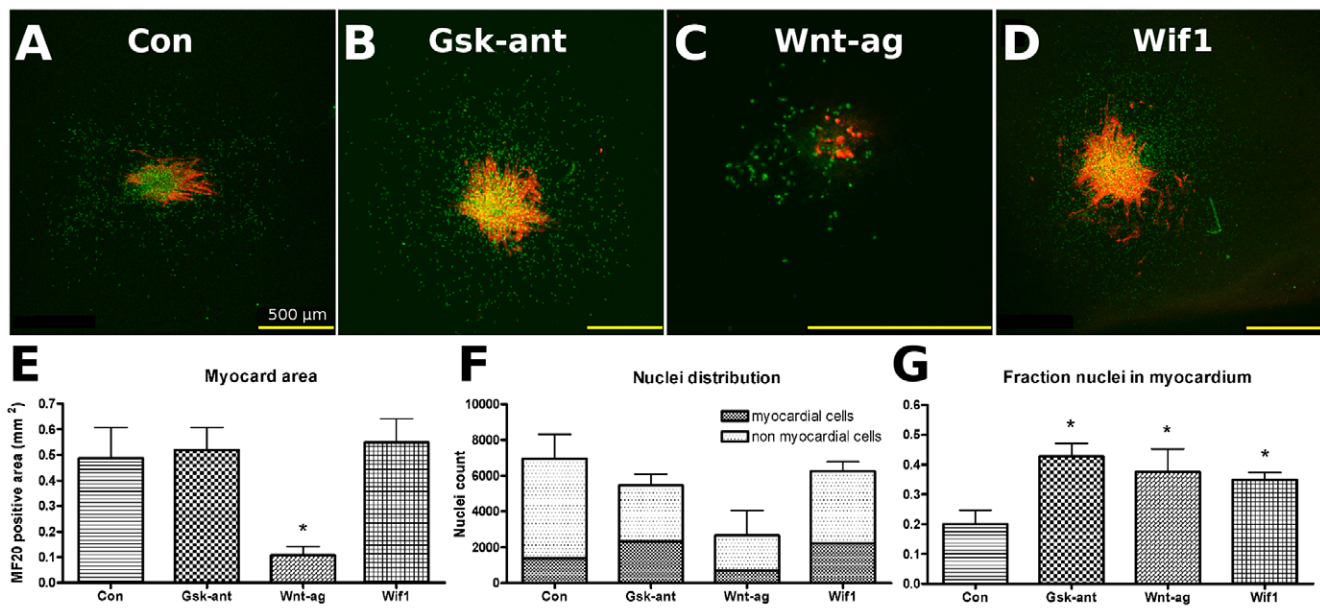 A Con
B Gsk-ant
C Wnt-ag
D Wif1
500 µm
E Myocard area
MF20 positive area (mm 2)
0.7
0.6
0.5
0.4
0.3
0.2
0.1
0.0
*
Con Gsk-ant Wnt-ag Wif1
F Nuclei distribution
Nuclei count
10000
8000
6000
4000
2000
0
myocardial cells
non myocardial cells
Con Gsk-ant Wnt-ag Wif1
G Fraction nuclei in myocardium
0.6
0.5
0.4
0.3
0.2
0.1
0.0
* * *
Con Gsk-ant Wnt-ag Wif1